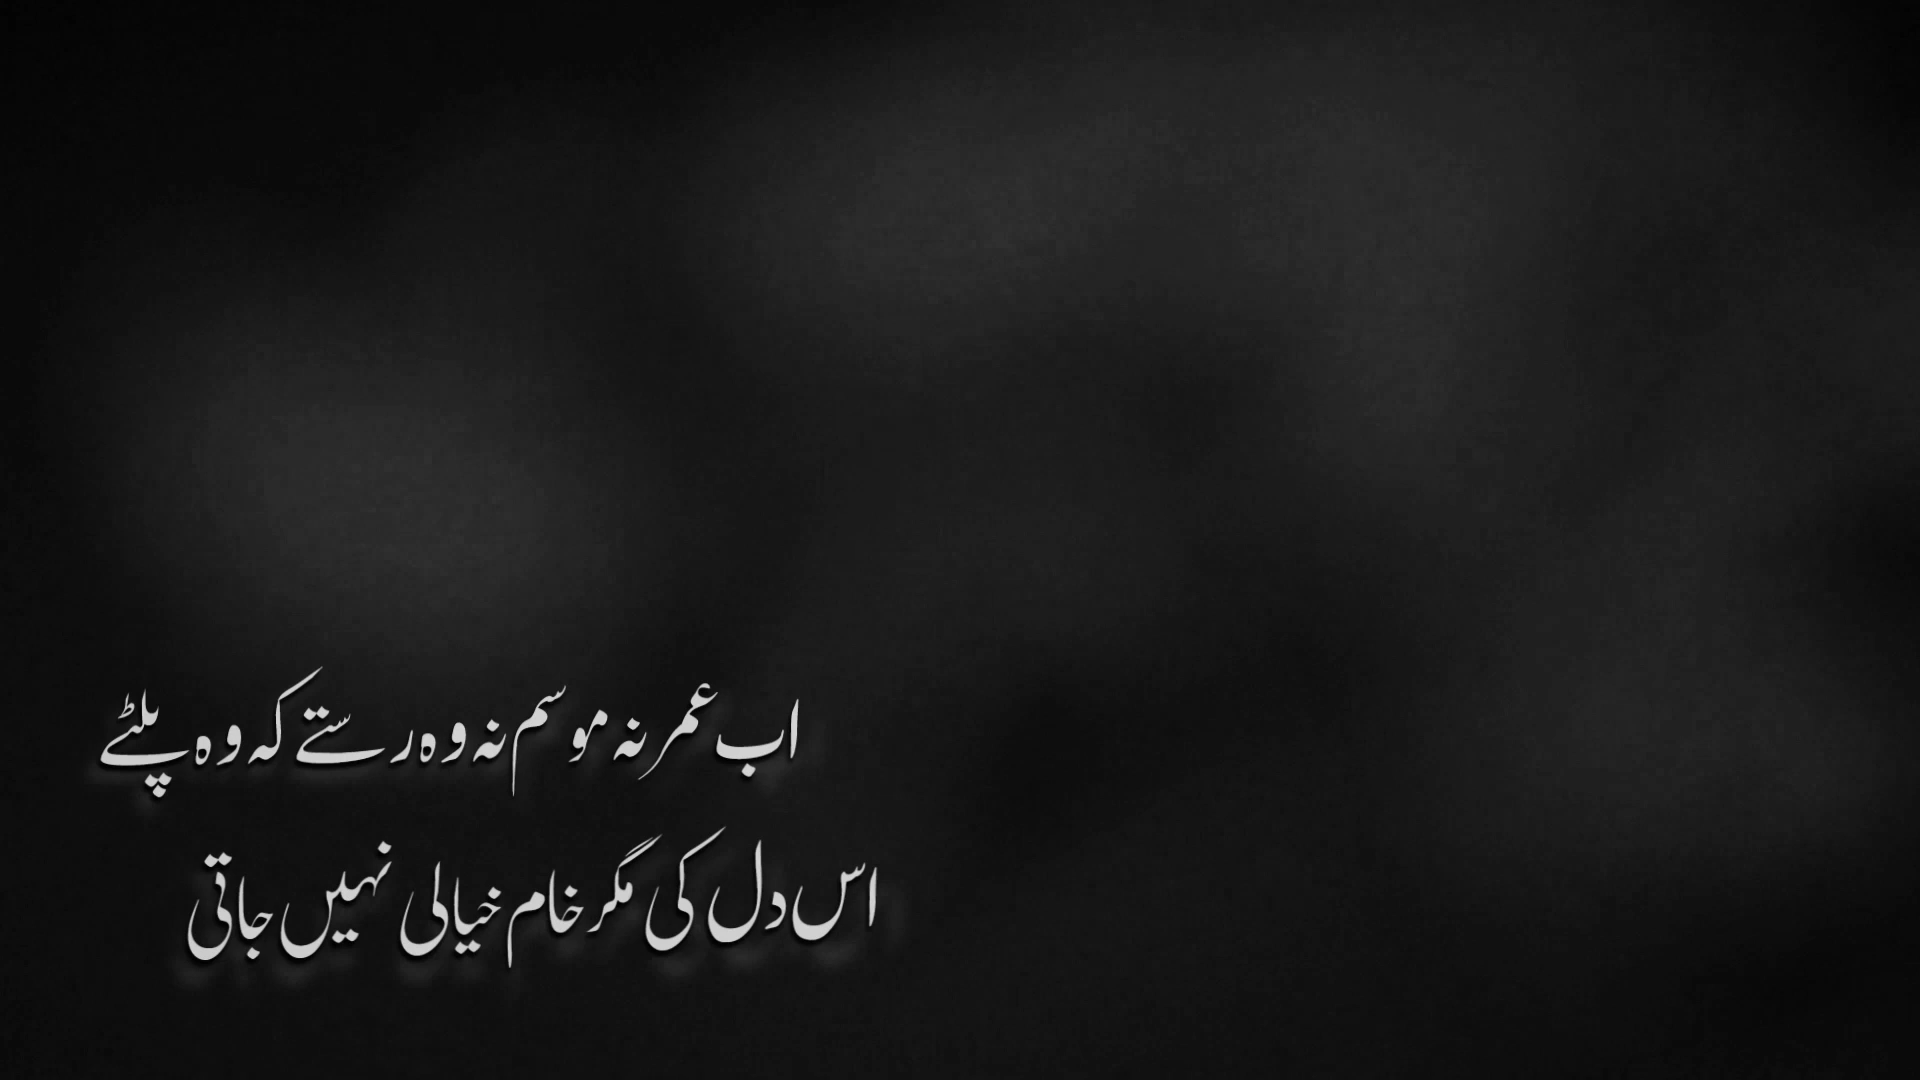 اب عمر نہ موسم نہ وہ رستے کہ وہ پلٹے
اس دل کی مگر خام خیالی نہیں جاتی